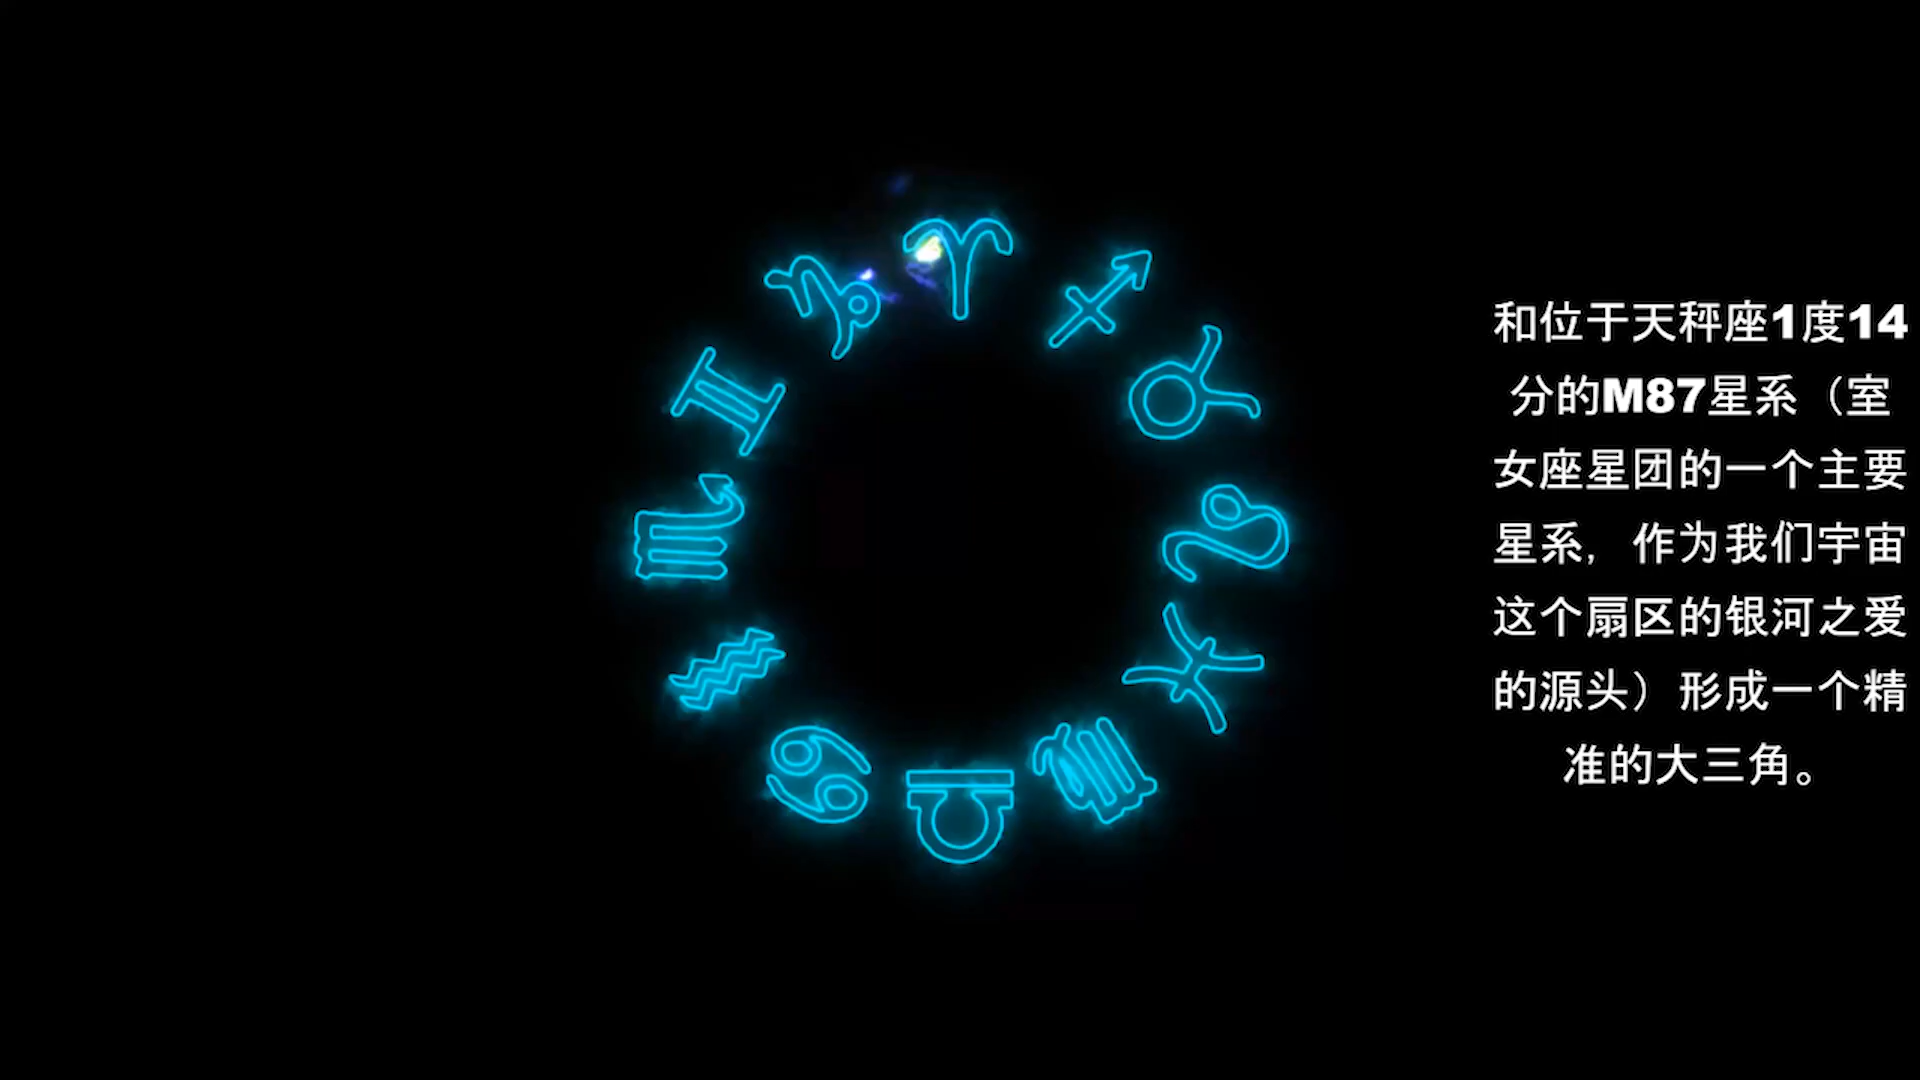 和位于天秤座1度14
分的M87星系（室
女座星团的一个主要
星系，作为我们宇宙
这个扇区的银河之爱
的源头）形成一个精
准的大三角。